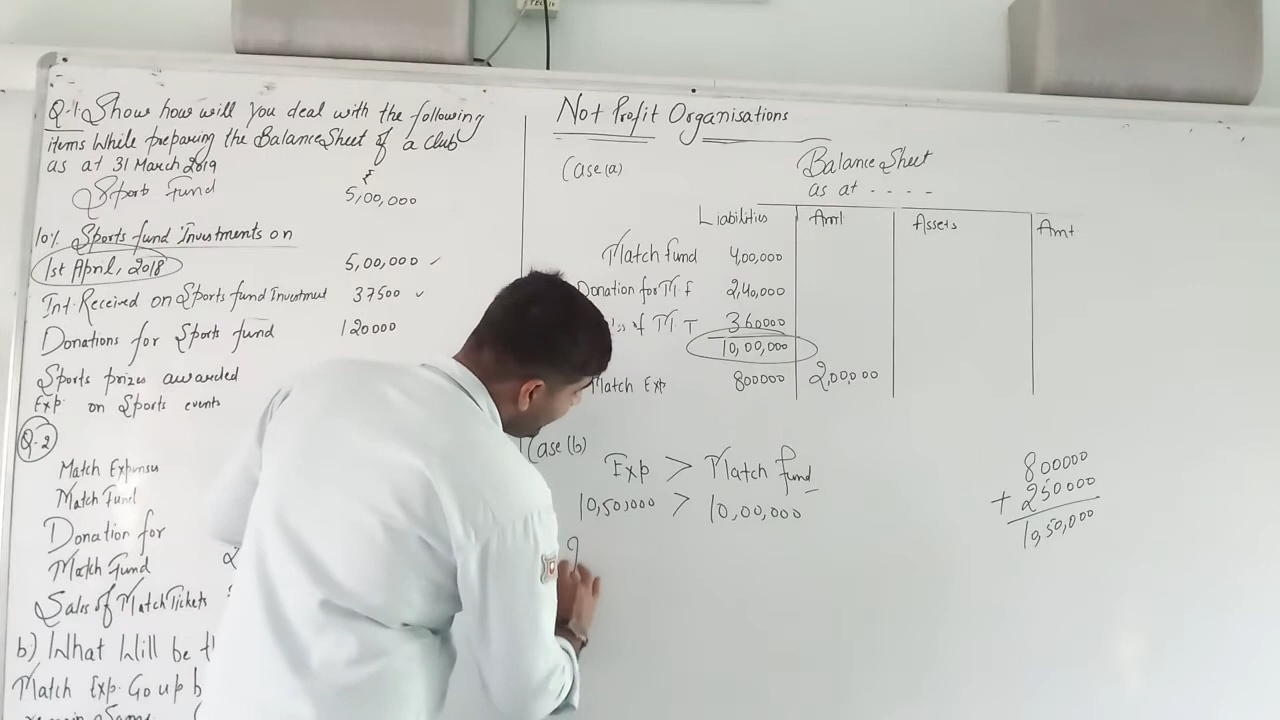 Q.1. Show how will you deal with the following
items While preparing the Balance Sheet of a club
as at 31 March 2019
₹
Sports Fund 5,00,000
10% Sports fund Investments on
1st April, 2018 5,00,000
Int. Received on Sports fund Investment 37500
Donations for Sports fund 120000
Sports prizes awarded
Exp. on Sports events
Q-2
Match Expenses
Match Fund
Donation for
Match Fund
Sales of Match Tickets
b) What Will be
Match Exp. Go up
remain Same
Not Profit Organisations
Case (a)
Balance Sheet
as at - - - -
Liabilities Amt Assets Amt
Match fund 4,00,000
Donation for M F 2,40,000
of M T 360000
10,00,000
Match Exp 800000 2,00,000
Case (b)
Exp > Match fund
10,50,000 > 10,00,000
800000
+ 250000
10,50,000